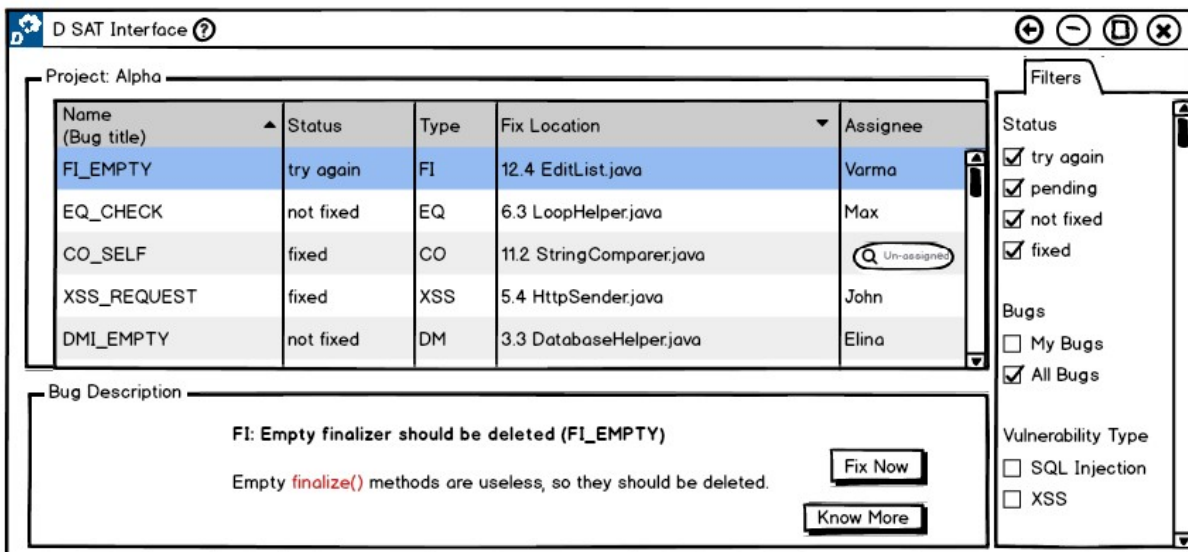 D
D SAT Interface ?
Project: Alpha
Filters
Name
(Bug title)
Status
Type
Fix Location
Assignee
FI_EMPTY try again FI 12.4 EditList.java Varma
EQ_CHECK not fixed EQ 6.3 LoopHelper.java Max
CO_SELF fixed CO 11.2 StringComparer.java Un-assigned
XSS_REQUEST fixed XSS 5.4 HttpSender.java John
DMI_EMPTY not fixed DM 3.3 DatabaseHelper.java Elina
Bug Description
FI: Empty finalizer should be deleted (FI_EMPTY)
Empty finalize() methods are useless, so they should be deleted.
Fix Now
Know More
Status
try again
pending
not fixed
fixed
Bugs
My Bugs
All Bugs
Vulnerability Type
SQL Injection
XSS